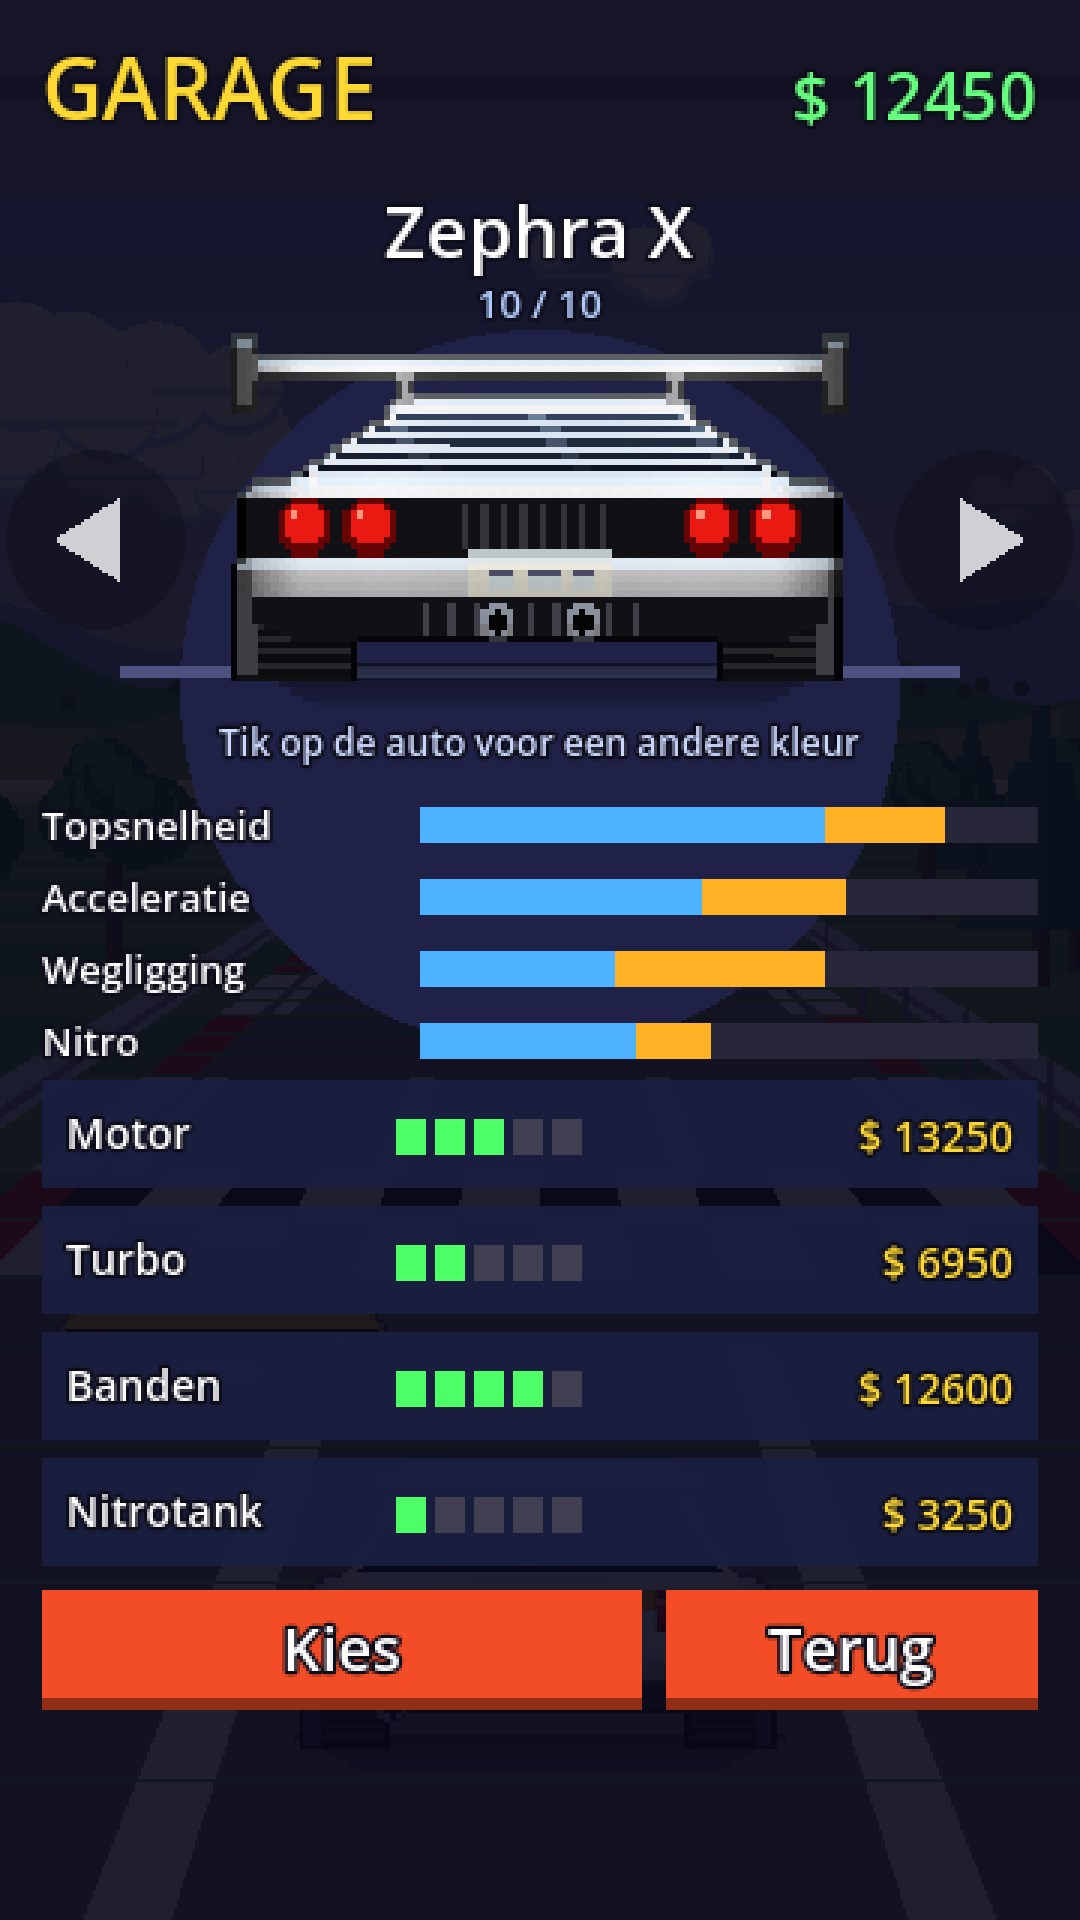 GARAGE
$ 12450
Zephra X
10 / 10
Tik op de auto voor een andere kleur
Topsnelheid
Acceleratie
Wegligging
Nitro
Motor $ 13250
Turbo $ 6950
Banden $ 12600
Nitrotank $ 3250
Kies Terug